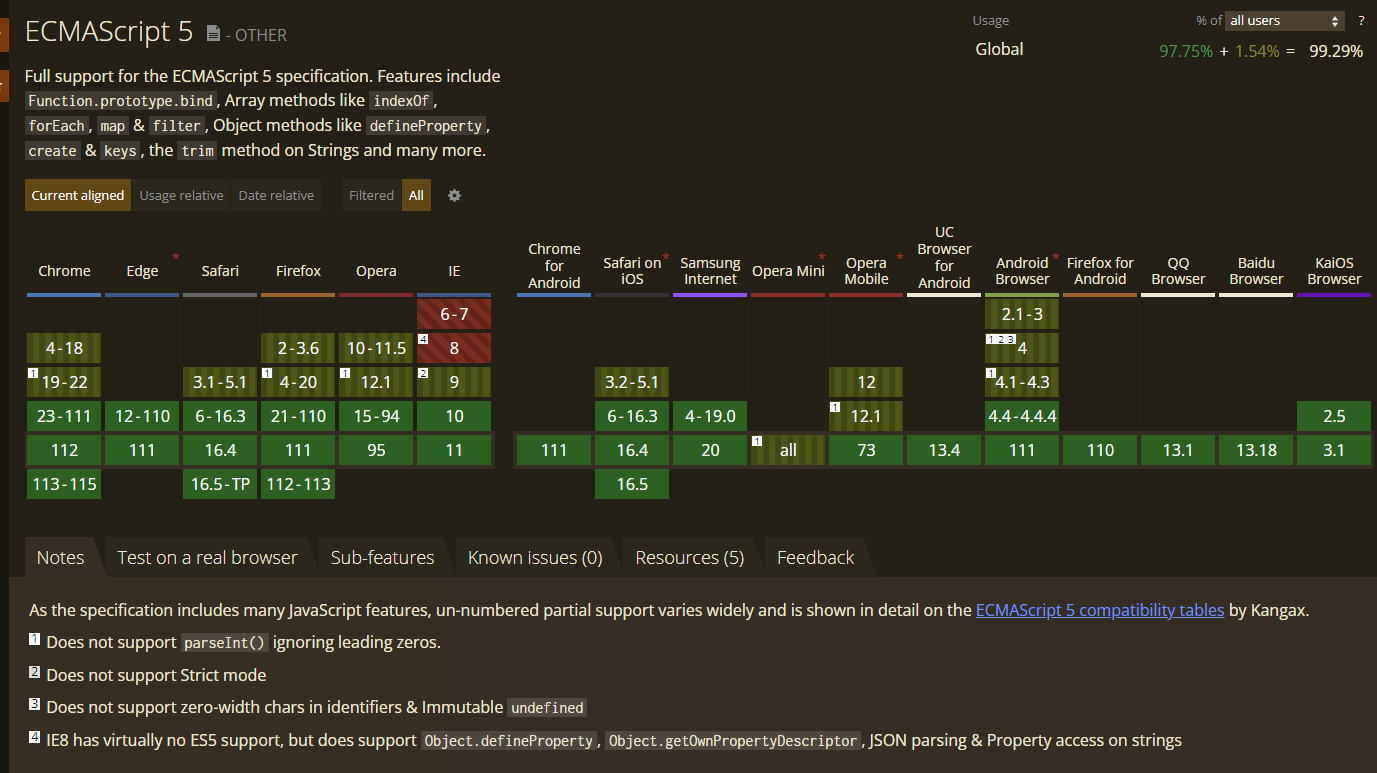 ECMAScript 5 - OTHER
Usage % of all users ?
Global 97.75% + 1.54% = 99.29%
Full support for the ECMAScript 5 specification. Features include
Function.prototype.bind, Array methods like indexOf,
forEach, map & filter, Object methods like defineProperty,
create & keys, the trim method on Strings and many more.
Current aligned Usage relative Date relative Filtered All
Chrome
Edge *
Safari
Firefox
Opera
IE
Chrome
for
Android
Safari on *
iOS
Samsung
Internet
Opera Mini *
Opera *
Mobile
UC
Browser
for
Android
Android *
Browser
Firefox for
Android
QQ
Browser
Baidu
Browser
KaiOS
Browser
6-7 2.1-3
4-18 2-3.6 10-11.5 4 8 1 2 3 4
1 19-22 3.1-5.1 1 4-20 1 12.1 2 9 3.2-5.1 12 1 4.1-4.3
23-111 12-110 6-16.3 21-110 15-94 10 6-16.3 4-19.0 1 12.1 4.4-4.4.4 2.5
112 111 16.4 111 95 11 111 16.4 20 1 all 73 13.4 111 110 13.1 13.18 3.1
113-115 16.5-TP 112-113 16.5
Notes Test on a real browser Sub-features Known issues (0) Resources (5) Feedback
As the specification includes many JavaScript features, un-numbered partial support varies widely and is shown in detail on the ECMAScript 5 compatibility tables by Kangax.
1 Does not support parseInt() ignoring leading zeros.
2 Does not support Strict mode
3 Does not support zero-width chars in identifiers & Immutable undefined
4 IE8 has virtually no ES5 support, but does support Object.defineProperty, Object.getOwnPropertyDescriptor, JSON parsing & Property access on strings